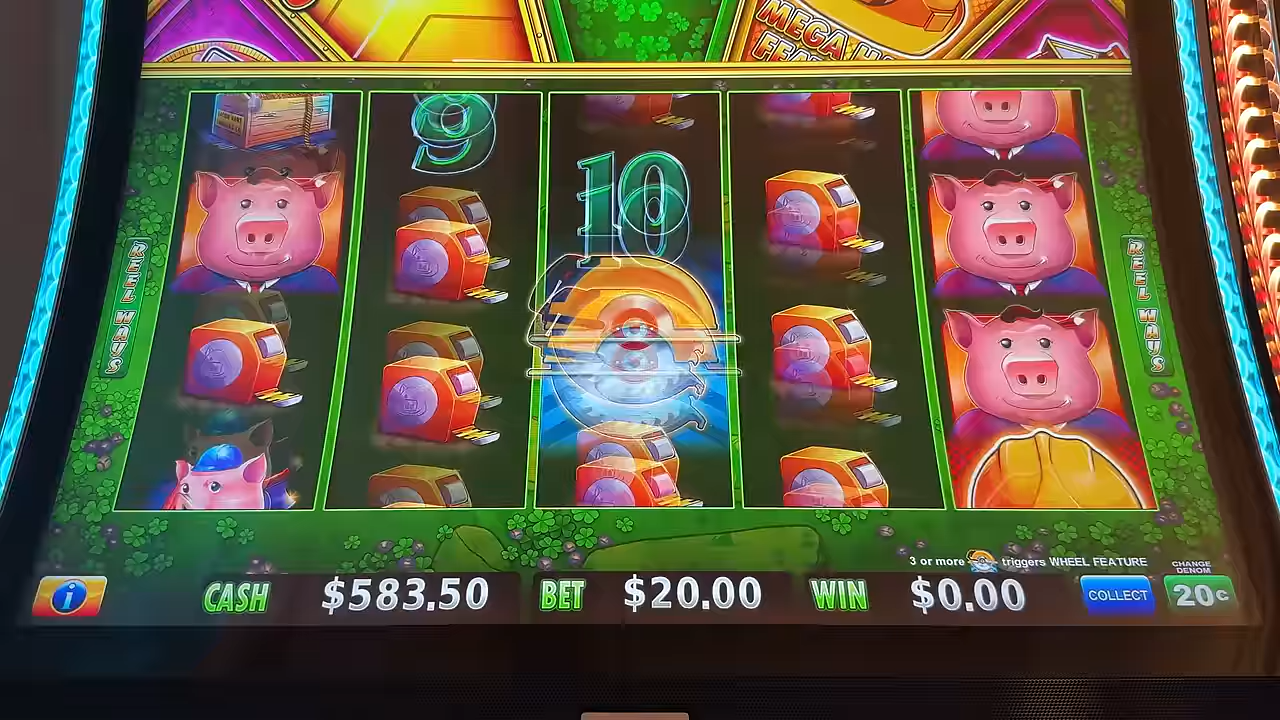 MEGA H
FEA
9
10
REEL WAYS
REEL WAYS
3 or more triggers WHEEL FEATURE
CHANGE DENOM
i
CASH $583.50 BET $20.00 WIN $0.00 COLLECT 20¢